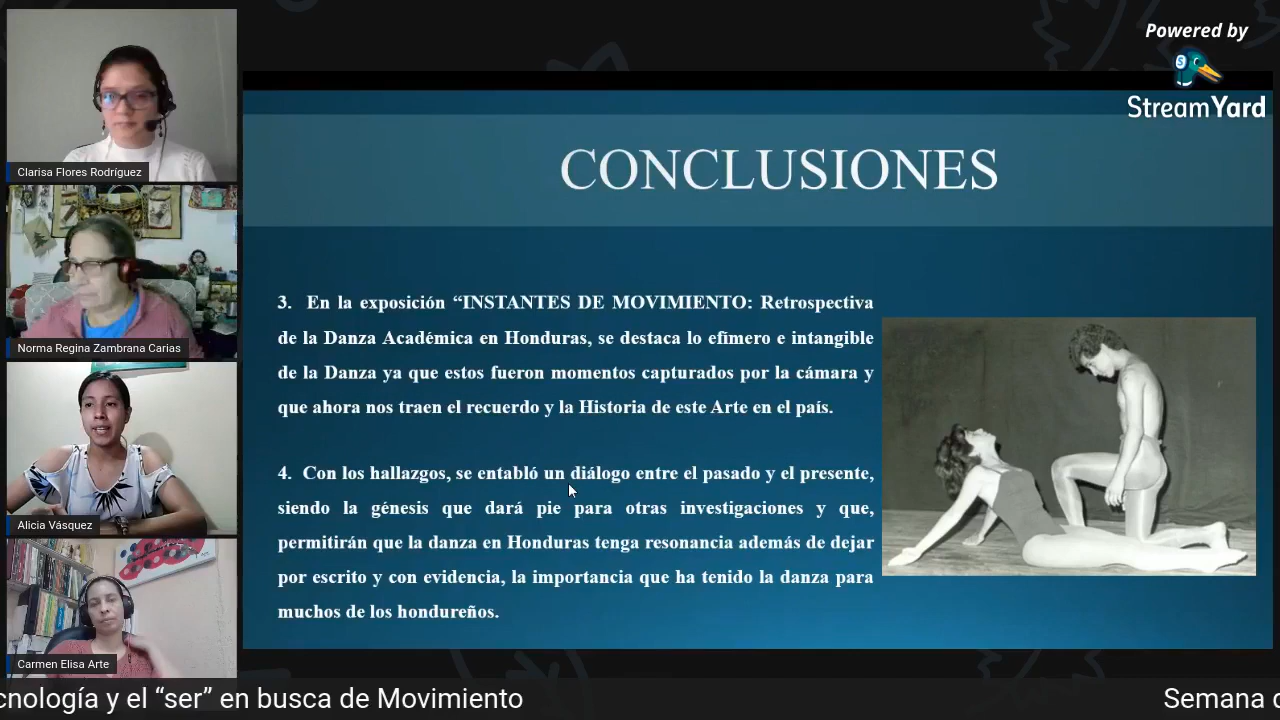 Powered by
StreamYard
Clarisa Flores Rodríguez
Norma Regina Zambrana Carias
Alicia Vásquez
Carmen Elisa Arte
CONCLUSIONES
3. En la exposición “INSTANTES DE MOVIMIENTO: Retrospectiva
de la Danza Académica en Honduras, se destaca lo efímero e intangible
de la Danza ya que estos fueron momentos capturados por la cámara y
que ahora nos traen el recuerdo y la Historia de este Arte en el país.
4. Con los hallazgos, se entabló un diálogo entre el pasado y el presente,
siendo la génesis que dará pie para otras investigaciones y que,
permitirán que la danza en Honduras tenga resonancia además de dejar
por escrito y con evidencia, la importancia que ha tenido la danza para
muchos de los hondureños.
cnología y el “ser” en busca de Movimiento
Semana